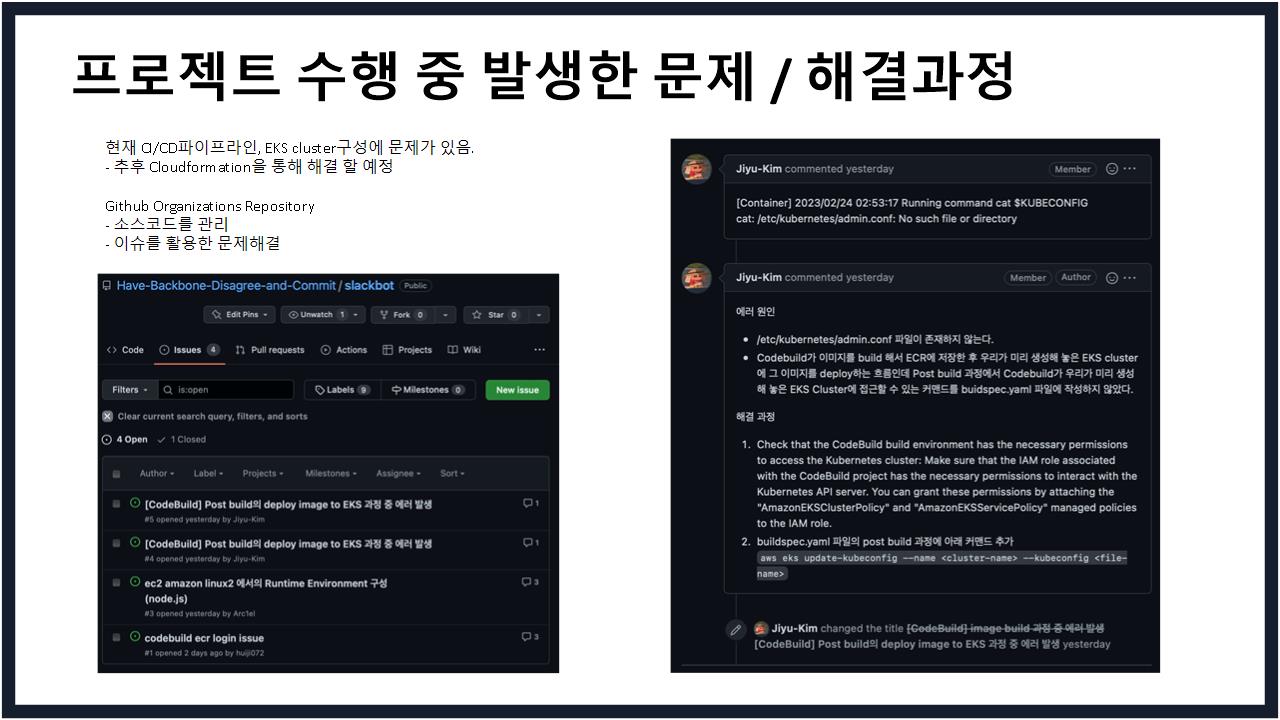 프로젝트 수행 중 발생한 문제 / 해결과정
현재 CI/CD파이프라인, EKS cluster구성에 문제가 있음.
- 추후 Cloudformation을 통해 해결 할 예정
Github Organizations Repository
- 소스코드를 관리
- 이슈를 활용한 문제해결
Have-Backbone-Disagree-and-Commit / slackbot Public
Edit Pins Unwatch 1 Fork 0 Star 0
Code Issues 4 Pull requests Actions Projects Wiki ...
Filters is:open Labels 9 Milestones 0 New issue
Clear current search query, filters, and sorts
4 Open 1 Closed
Author Label Projects Milestones Assignee Sort
[CodeBuild] Post build의 deploy image to EKS 과정 중 에러 발생 1
#5 opened yesterday by Jiyu-Kim
[CodeBuild] Post build의 deploy image to EKS 과정 중 에러 발생 1
#4 opened yesterday by Jiyu-Kim
ec2 amazon linux2 에서의 Runtime Environment 구성 3
(node.js)
#3 opened yesterday by Arc1el
codebuild ecr login issue 3
#1 opened 2 days ago by huiji072
Jiyu-Kim commented yesterday Member ...
[Container] 2023/02/24 02:53:17 Running command cat $KUBECONFIG
cat: /etc/kubernetes/admin.conf: No such file or directory
Jiyu-Kim commented yesterday Member Author ...
에러 원인
• /etc/kubernetes/admin.conf 파일이 존재하지 않는다.
• Codebuild가 이미지를 build 해서 ECR에 저장한 후 우리가 미리 생성해 놓은 EKS cluster
에 그 이미지를 deploy하는 흐름인데 Post build 과정에서 Codebuild가 우리가 미리 생성
해 놓은 EKS Cluster에 접근할 수 있는 커맨드를 buidspec.yaml 파일에 작성하지 않았다.
해결 과정
1. Check that the CodeBuild build environment has the necessary permissions
to access the Kubernetes cluster: Make sure that the IAM role associated
with the CodeBuild project has the necessary permissions to interact with the
Kubernetes API server. You can grant these permissions by attaching the
"AmazonEKSClusterPolicy" and "AmazonEKSServicePolicy" managed policies
to the IAM role.
2. buildspec.yaml 파일의 post build 과정에 아래 커맨드 추가
aws eks update-kubeconfig --name <cluster-name> --kubeconfig <file-
name>
Jiyu-Kim changed the title [CodeBuild] image build 과정 중 에러 발생
[CodeBuild] Post build의 deploy image to EKS 과정 중 에러 발생 yesterday